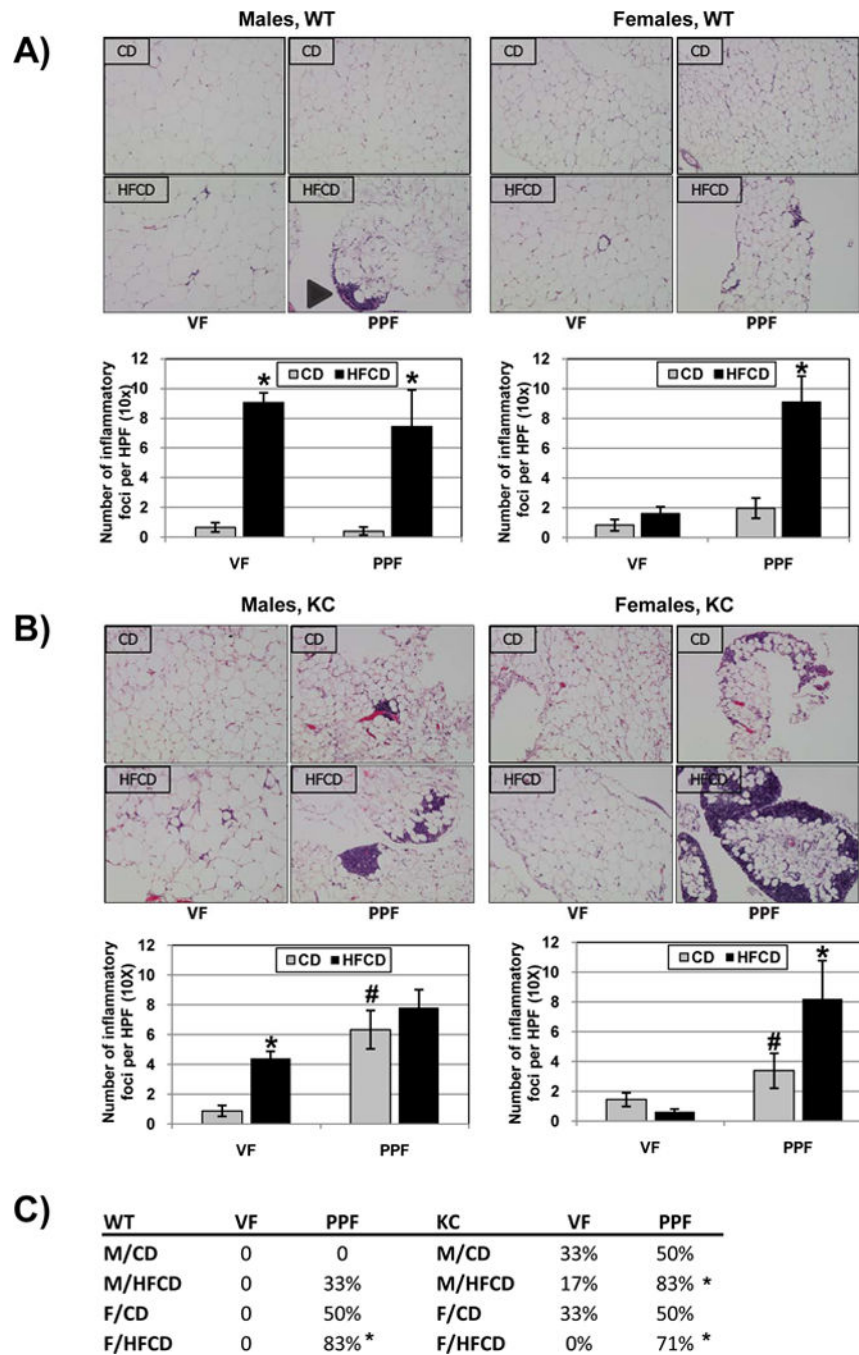 A)
Males, WT
Females, WT
CD
CD
CD
CD
HFCD
HFCD
HFCD
HFCD
VF
PPF
VF
PPF
Number of inflammatory
foci per HPF (10x)
12
10
8
6
4
2
0
CD HFCD
*
*
VF PPF
Number of inflammatory
foci per HPF (10x)
12
10
8
6
4
2
0
CD HFCD
*
VF PPF
B)
Males, KC
Females, KC
CD
CD
CD
CD
HFCD
HFCD
HFCD
HFCD
VF
PPF
VF
PPF
Number of inflammatory
foci per HPF (10X)
12
10
8
6
4
2
0
CD HFCD
*
#
VF PPF
Number of inflammatory
foci per HPF (10X)
12
10
8
6
4
2
0
CD HFCD
#
*
VF PPF
C)
WT VF PPF KC VF PPF
M/CD 0 0 M/CD 33% 50%
M/HFCD 0 33% M/HFCD 17% 83% *
F/CD 0 50% F/CD 33% 50%
F/HFCD 0 83% * F/HFCD 0% 71% *